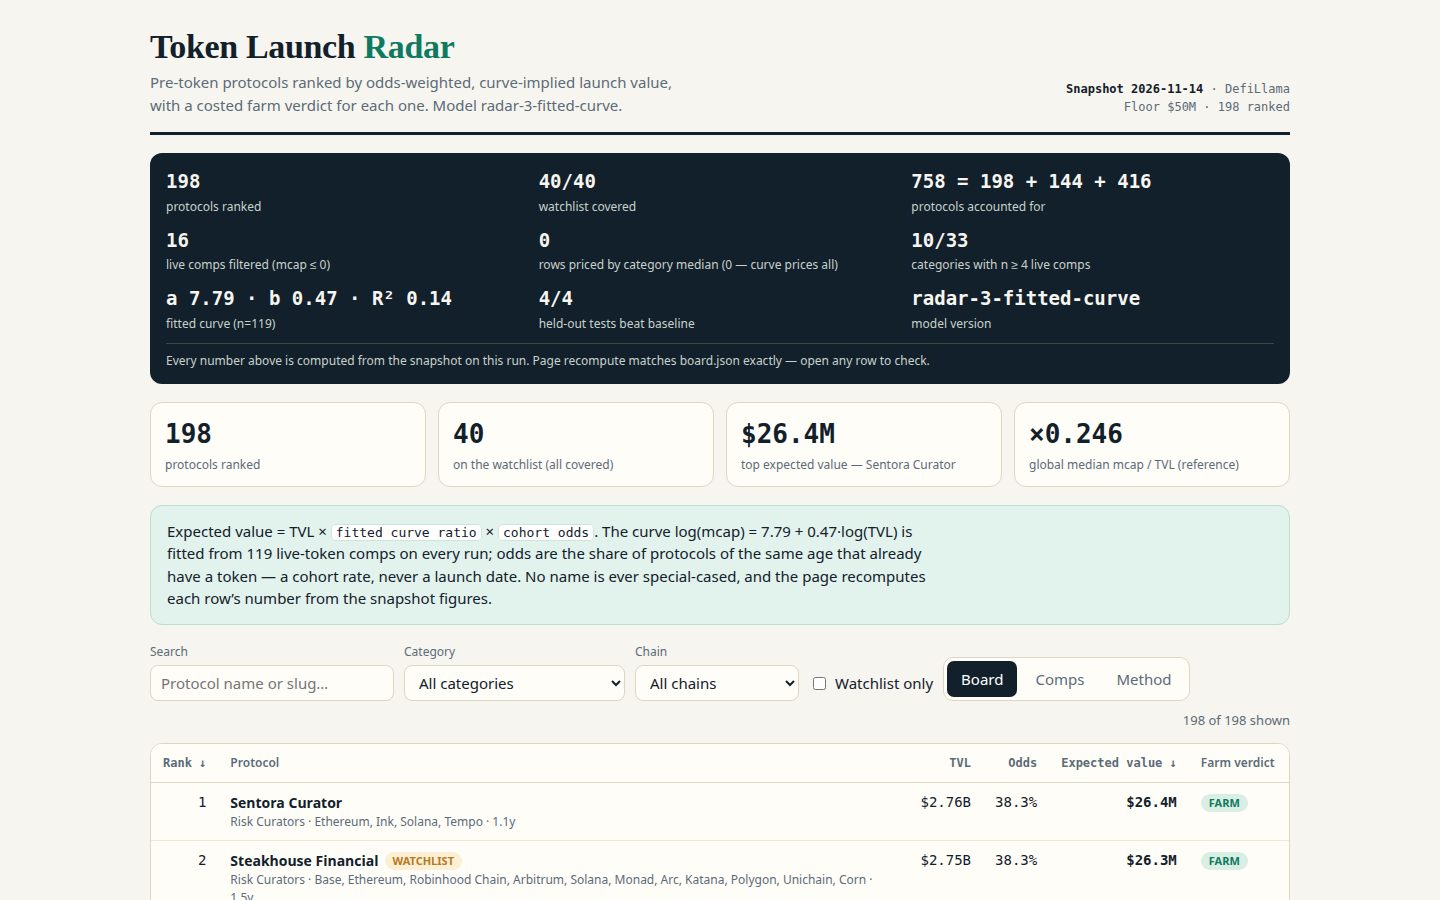 Token Launch Radar
Pre-token protocols ranked by odds-weighted, curve-implied launch value,
with a costed farm verdict for each one. Model radar-3-fitted-curve.
Snapshot 2026-11-14 · DefiLlama
Floor $50M · 198 ranked
198
protocols ranked
40/40
watchlist covered
758 = 198 + 144 + 416
protocols accounted for
16
live comps filtered (mcap ≤ 0)
0
rows priced by category median (0 — curve prices all)
10/33
categories with n ≥ 4 live comps
a 7.79 · b 0.47 · R² 0.14
fitted curve (n=119)
4/4
held-out tests beat baseline
radar-3-fitted-curve
model version
Every number above is computed from the snapshot on this run. Page recompute matches board.json exactly — open any row to check.
198
protocols ranked
40
on the watchlist (all covered)
$26.4M
top expected value — Sentora Curator
×0.246
global median mcap / TVL (reference)
Expected value = TVL × fitted curve ratio × cohort odds. The curve log(mcap) = 7.79 + 0.47·log(TVL) is
fitted from 119 live-token comps on every run; odds are the share of protocols of the same age that already
have a token — a cohort rate, never a launch date. No name is ever special-cased, and the page recomputes
each row's number from the snapshot figures.
Search
Category
Chain
Protocol name or slug...
All categories
All chains
Watchlist only
Board
Comps
Method
198 of 198 shown
Rank ↓ Protocol TVL Odds Expected value ↓ Farm verdict
1 Sentora Curator $2.76B 38.3% $26.4M FARM
Risk Curators · Ethereum, Ink, Solana, Tempo · 1.1y
2 Steakhouse Financial WATCHLIST $2.75B 38.3% $26.3M FARM
Risk Curators · Base, Ethereum, Robinhood Chain, Arbitrum, Solana, Monad, Arc, Katana, Polygon, Unichain, Corn ·
1.5y